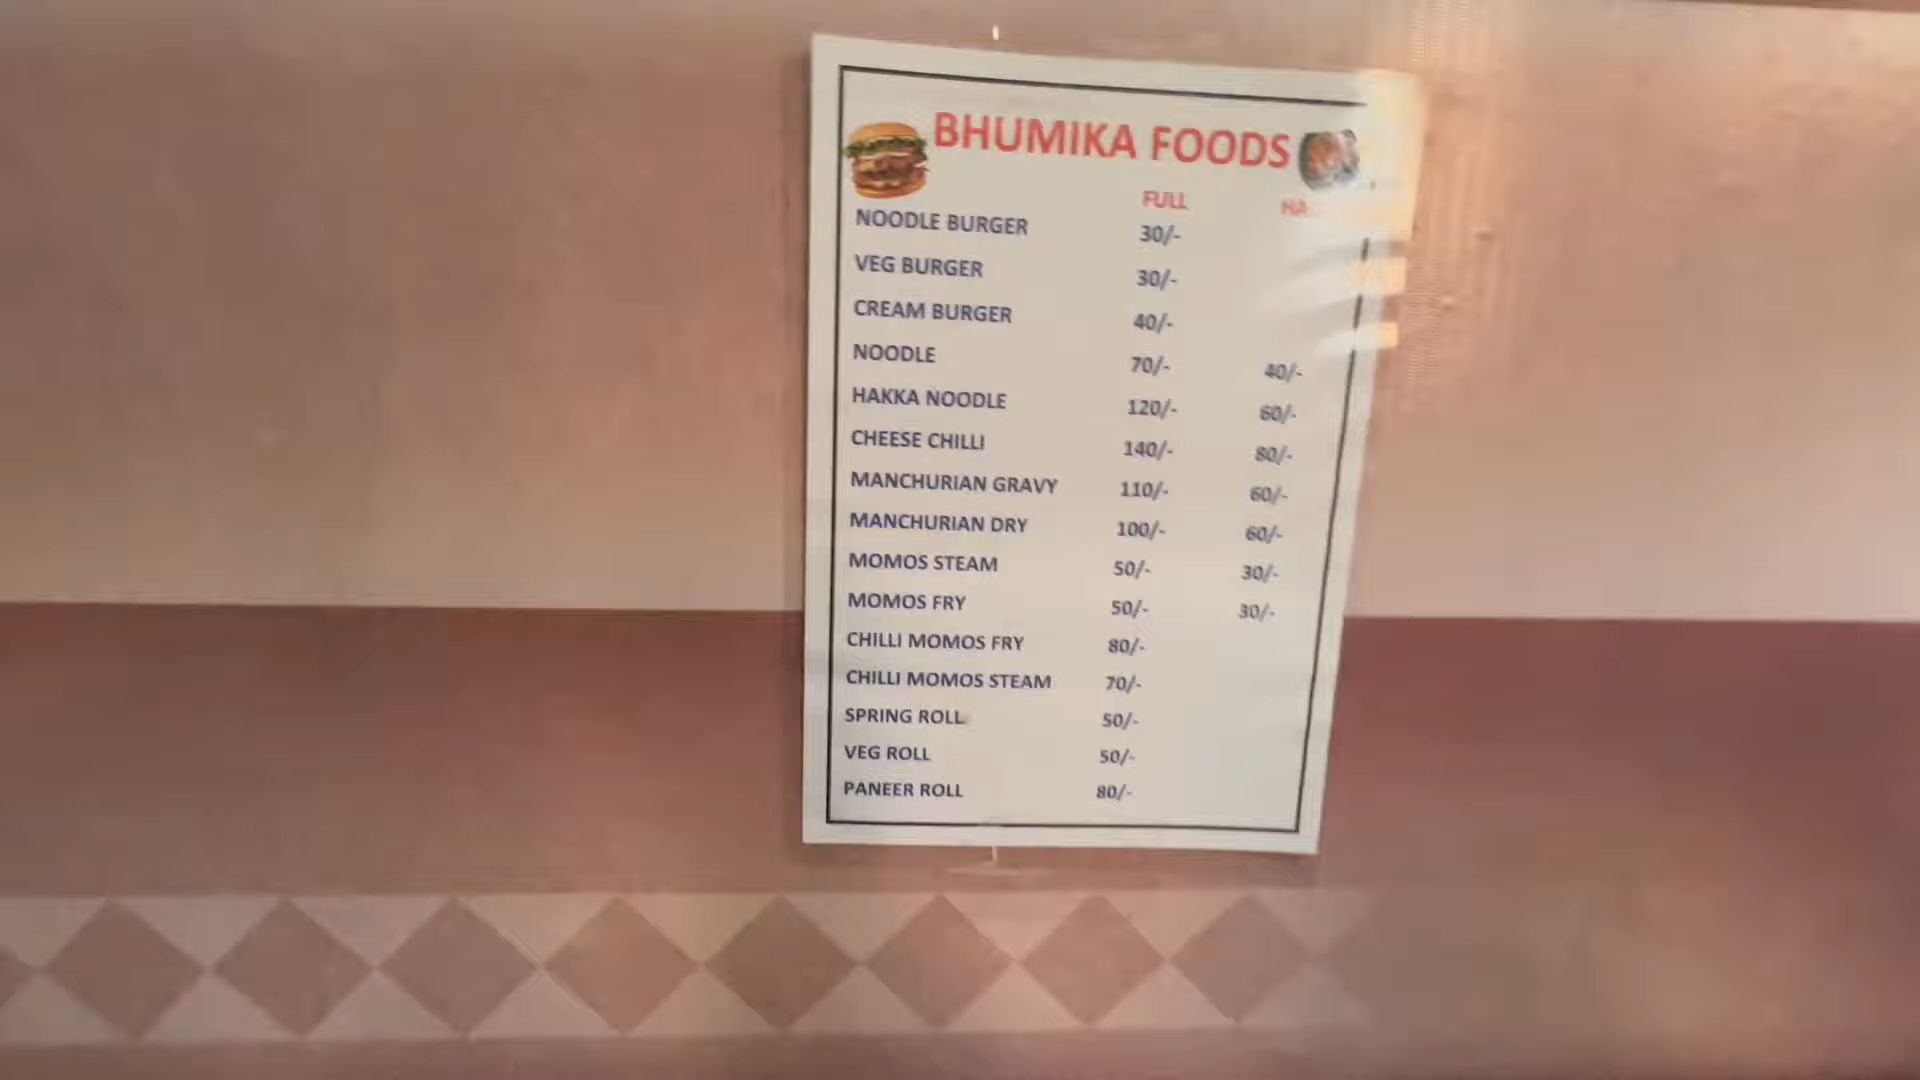 BHUMIKA FOODS
FULL
NOODLE BURGER 30/-
VEG BURGER 30/-
CREAM BURGER 40/-
NOODLE 70/- 40/-
HAKKA NOODLE 120/- 60/-
CHEESE CHILLI 140/- 80/-
MANCHURIAN GRAVY 110/- 60/-
MANCHURIAN DRY 100/- 60/-
MOMOS STEAM 50/- 30/-
MOMOS FRY 50/- 30/-
CHILLI MOMOS FRY 80/-
CHILLI MOMOS STEAM 70/-
SPRING ROLL 50/-
VEG ROLL 50/-
PANEER ROLL 80/-